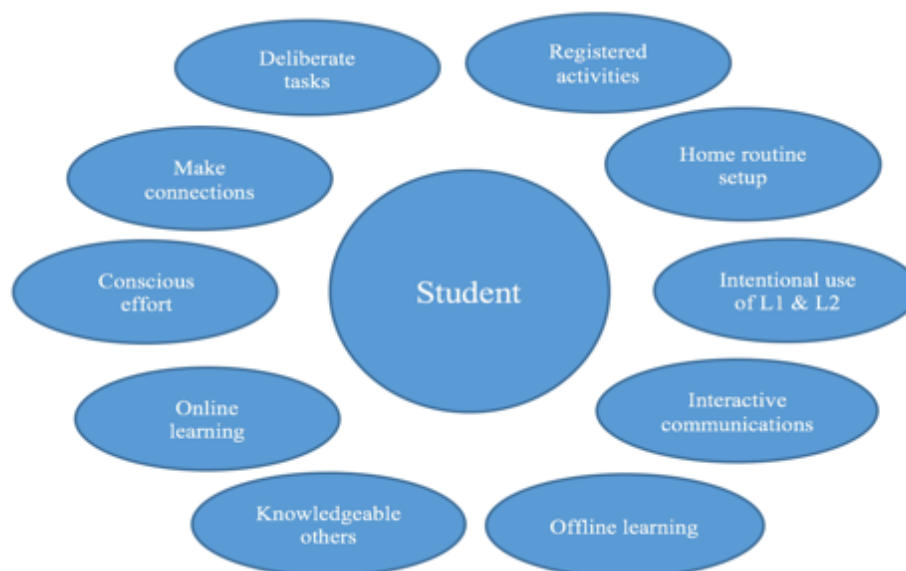 Deliberate
tasks
Registered
activities
Make
connections
Home routine
setup
Conscious
effort
Student
Intentional use
of L1 & L2
Online
learning
Interactive
communications
Knowledgeable
others
Offline learning